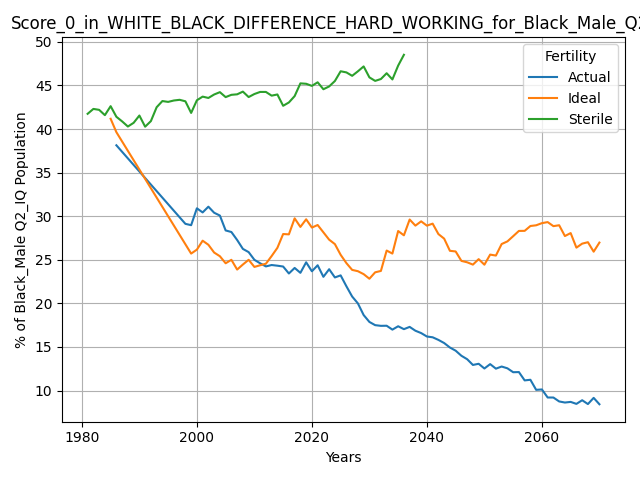 Score_0_in_WHITE_BLACK_DIFFERENCE_HARD_WORKING_for_Black_Male_Q2
50
45
40
35
30
25
20
15
10
% of Black_Male Q2_IQ Population
Fertility
Actual
Ideal
Sterile
1980
2000
2020
2040
2060
Years